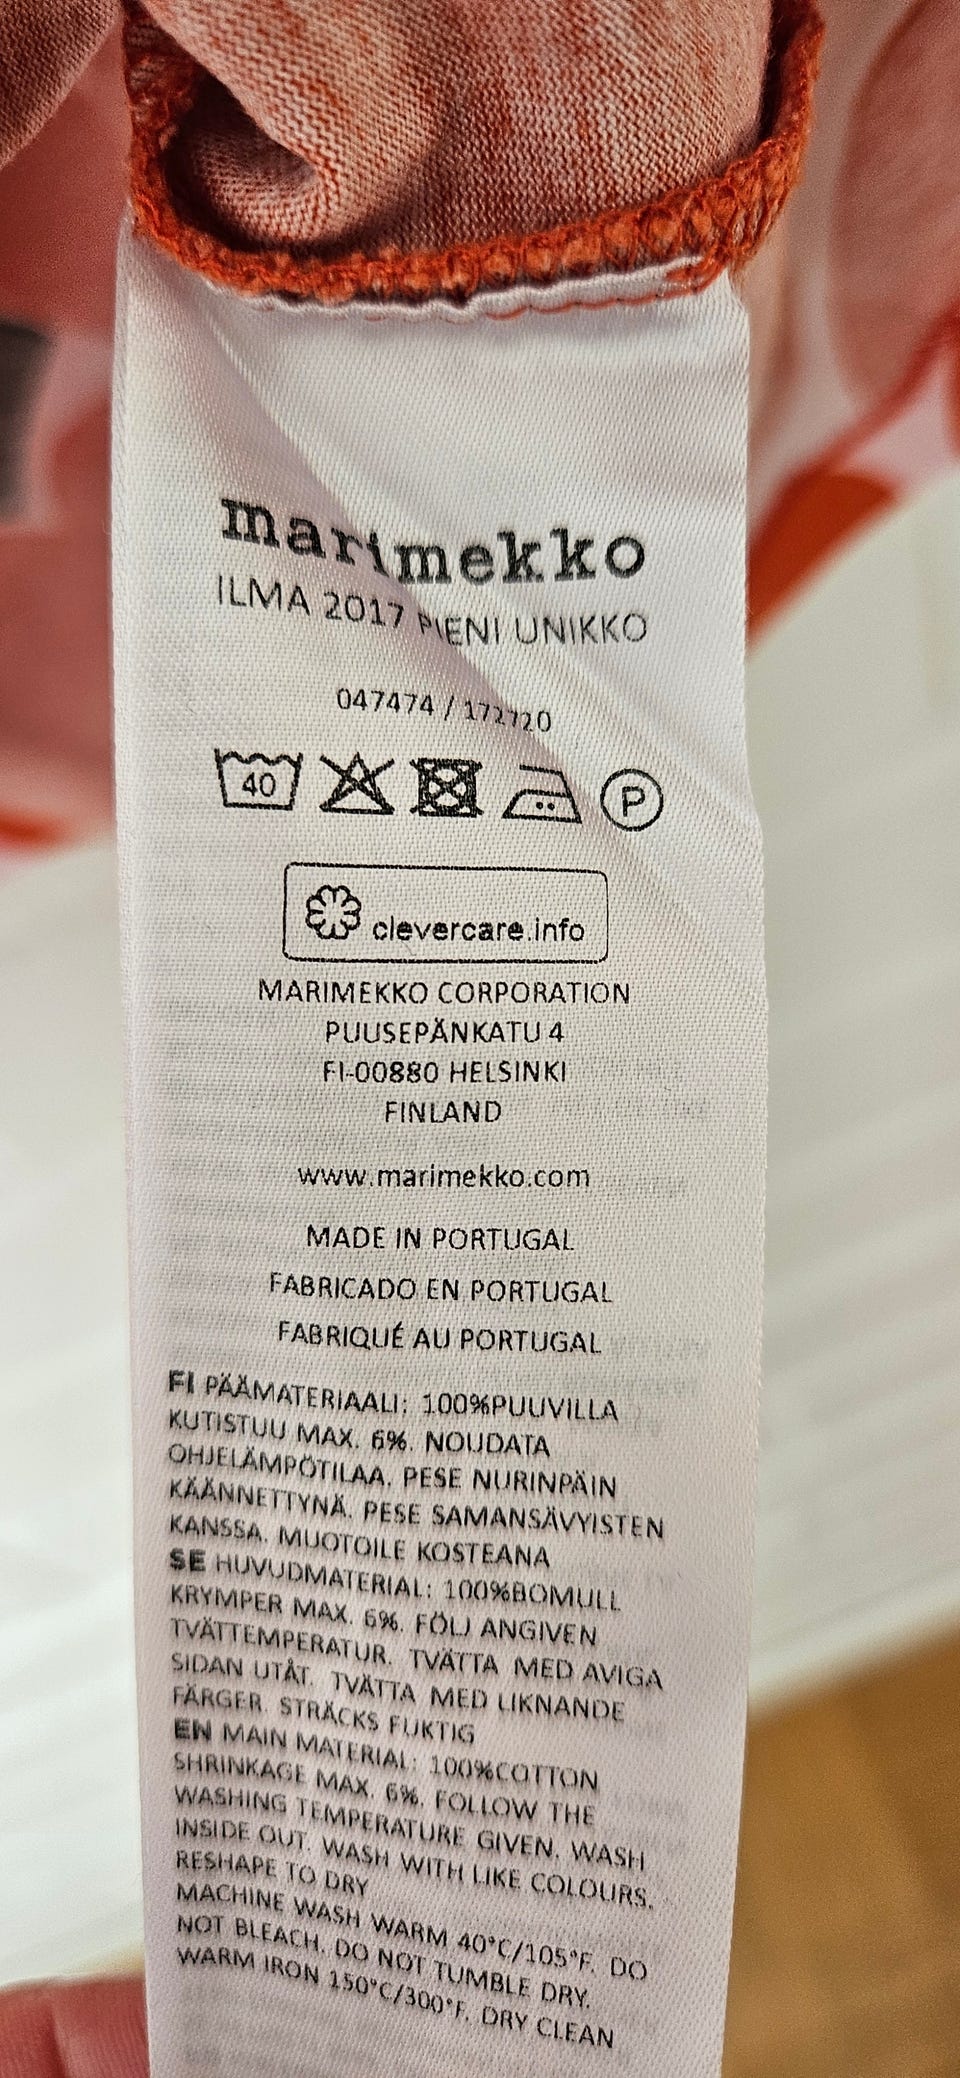 marimekko
ILMA 2017 PIENI UNIKKO
047474 / 172720
40
P
clevercare.info
MARIMEKKO CORPORATION
PUUSEPÄNKATU 4
FI-00880 HELSINKI
FINLAND
www.marimekko.com
MADE IN PORTUGAL
FABRICADO EN PORTUGAL
FABRIQUÉ AU PORTUGAL
FI PÄÄMATERIAALI: 100%PUUVILLA
KUTISTUU MAX. 6%. NOUDATA
OHJELÄMPÖTILAA. PESE NURINPÄIN
KÄÄNNETTYNÄ. PESE SAMANSÄVYISTEN
KANSSA. MUOTOILE KOSTEANA
SE HUVUDMATERIAL: 100%BOMULL
KRYMPER MAX. 6%. FÖLJ ANGIVEN
TVÄTTEMPERATUR. TVÄTTA MED AVIGA
SIDAN UTÅT. TVÄTTA MED LIKNANDE
FÄRGER. STRÄCKS FUKTIG
EN MAIN MATERIAL: 100%COTTON
SHRINKAGE MAX. 6%. FOLLOW THE
WASHING TEMPERATURE GIVEN. WASH
INSIDE OUT. WASH WITH LIKE COLOURS.
RESHAPE TO DRY
MACHINE WASH WARM 40°C/105°F. DO
NOT BLEACH. DO NOT TUMBLE DRY.
WARM IRON 150°C/300°F. DRY CLEAN